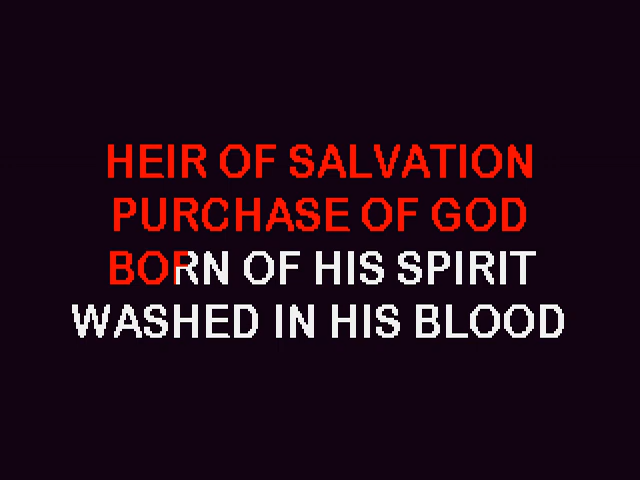 HEIR OF SALVATION
PURCHASE OF GOD
BORN OF HIS SPIRIT
WASHED IN HIS BLOOD